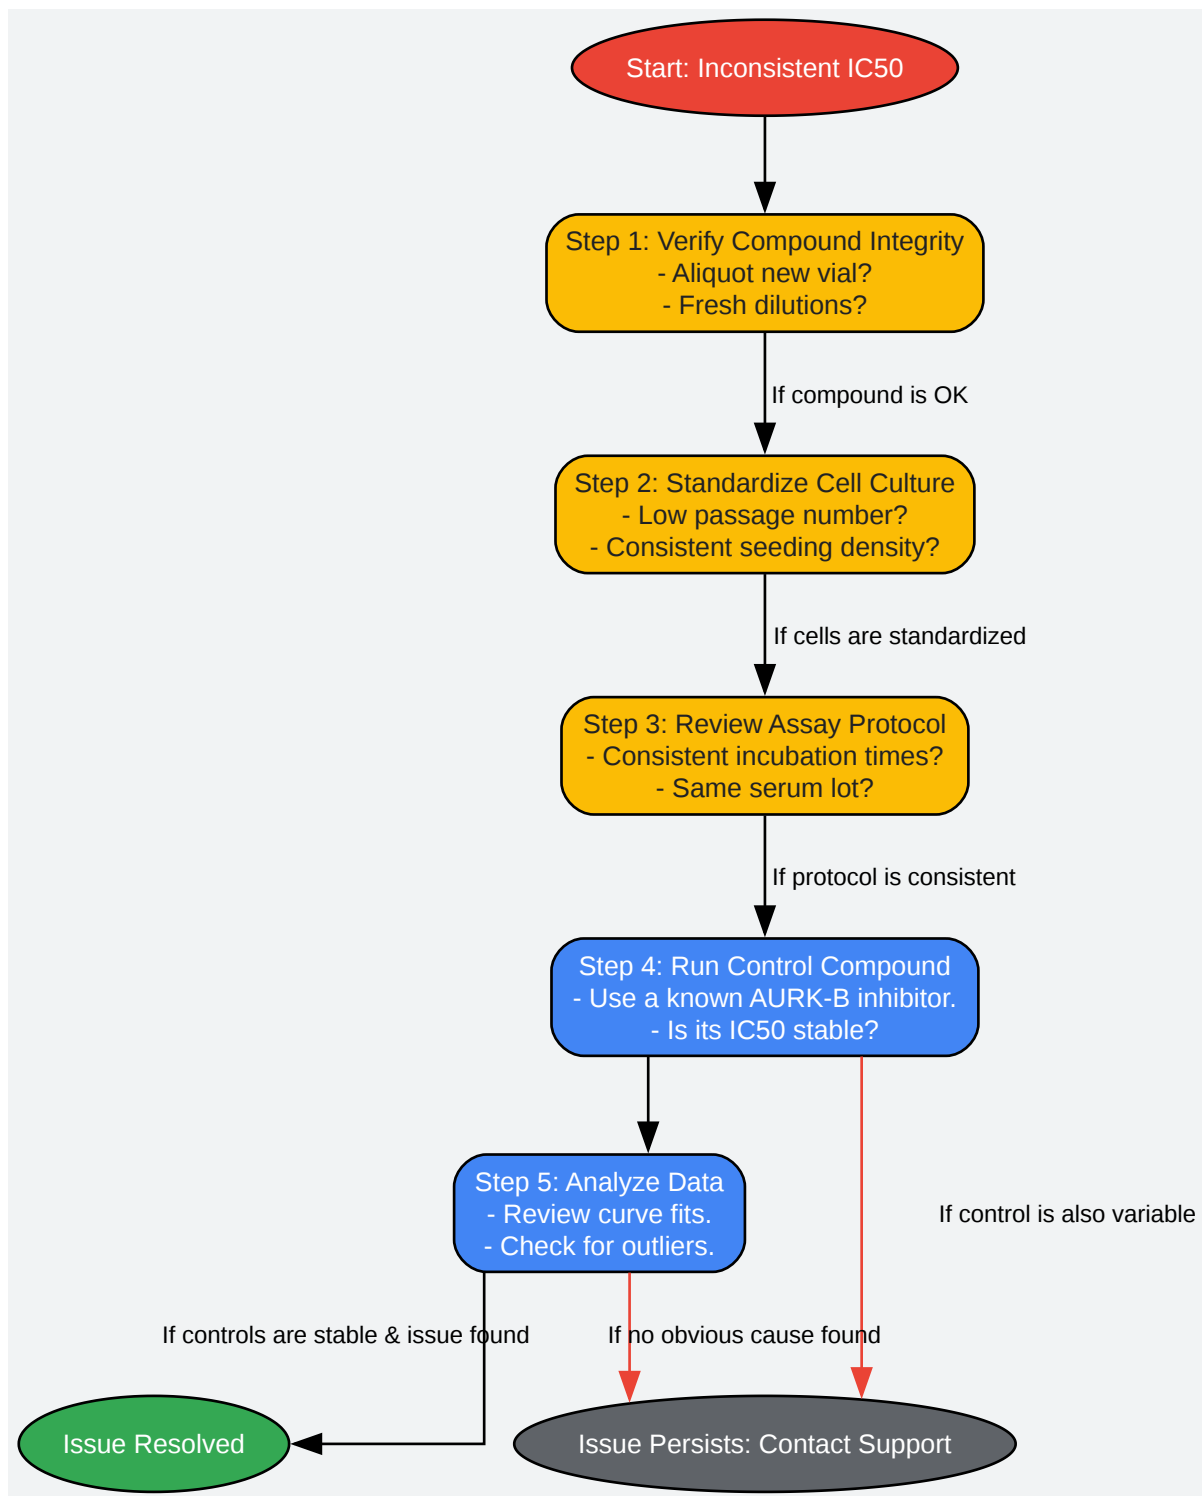 Start: Inconsistent IC50
Step 1: Verify Compound Integrity
- Aliquot new vial?
- Fresh dilutions?
If compound is OK
Step 2: Standardize Cell Culture
- Low passage number?
- Consistent seeding density?
If cells are standardized
Step 3: Review Assay Protocol
- Consistent incubation times?
- Same serum lot?
If protocol is consistent
Step 4: Run Control Compound
- Use a known AURK-B inhibitor.
- Is its IC50 stable?
Step 5: Analyze Data
- Review curve fits.
- Check for outliers.
If control is also variable
If controls are stable & issue found
If no obvious cause found
Issue Resolved
Issue Persists: Contact Support